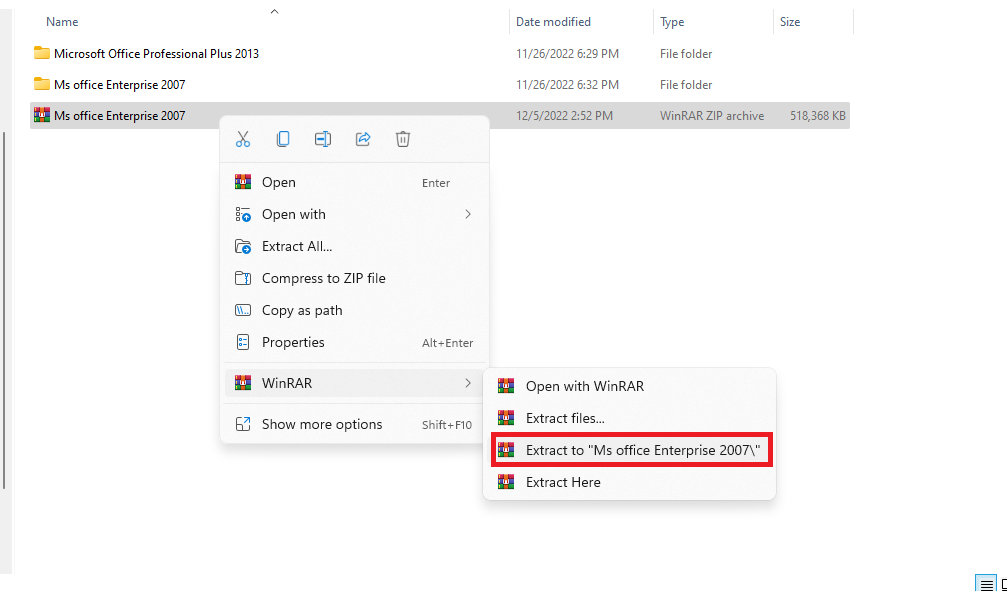 Name Date modified Type Size
Microsoft Office Professional Plus 2013 11/26/2022 6:29 PM File folder
Ms office Enterprise 2007 11/26/2022 6:32 PM File folder
Ms office Enterprise 2007 12/5/2022 2:52 PM WinRAR ZIP archive 518,368 KB
Open Enter
Open with
Extract All...
Compress to ZIP file
Copy as path
Properties Alt+Enter
WinRAR
Show more options Shift+F10
Open with WinRAR
Extract files...
Extract to "Ms office Enterprise 2007\"
Extract Here